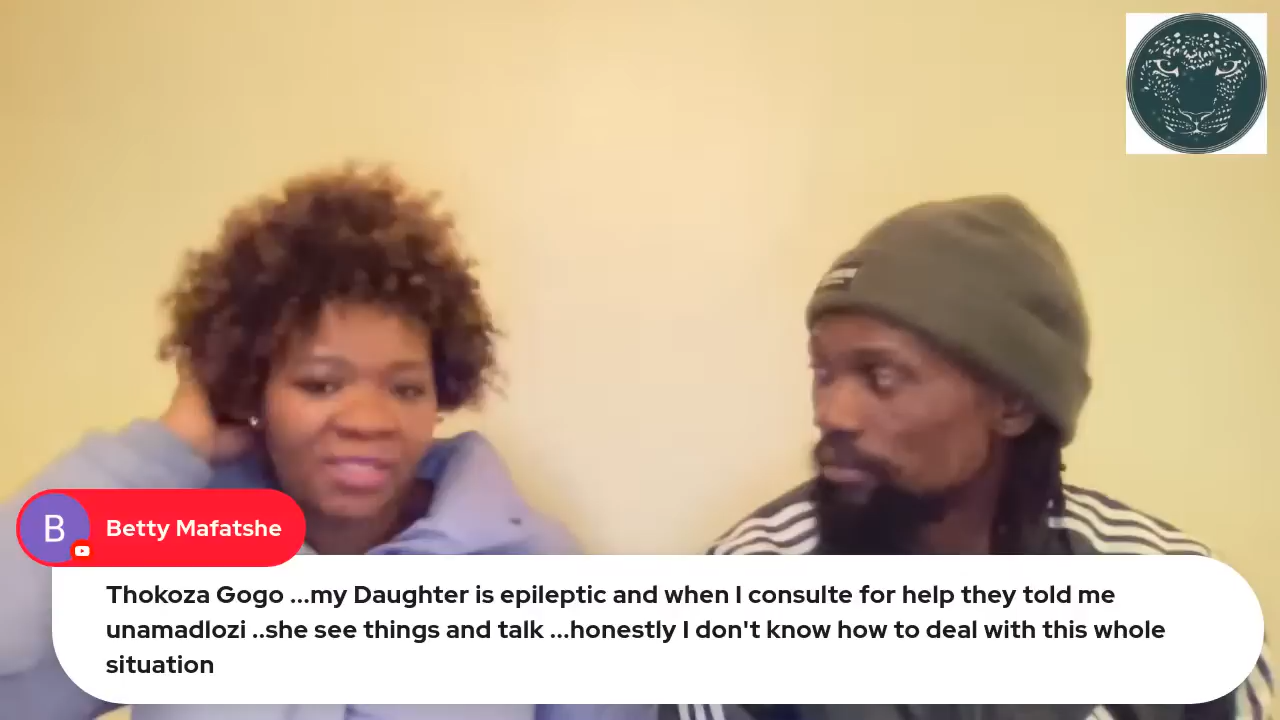 B
Betty Mafatshe
Thokoza Gogo ...my Daughter is epileptic and when I consulte for help they told me
unamadlozi ..she see things and talk ...honestly I don't know how to deal with this whole
situation